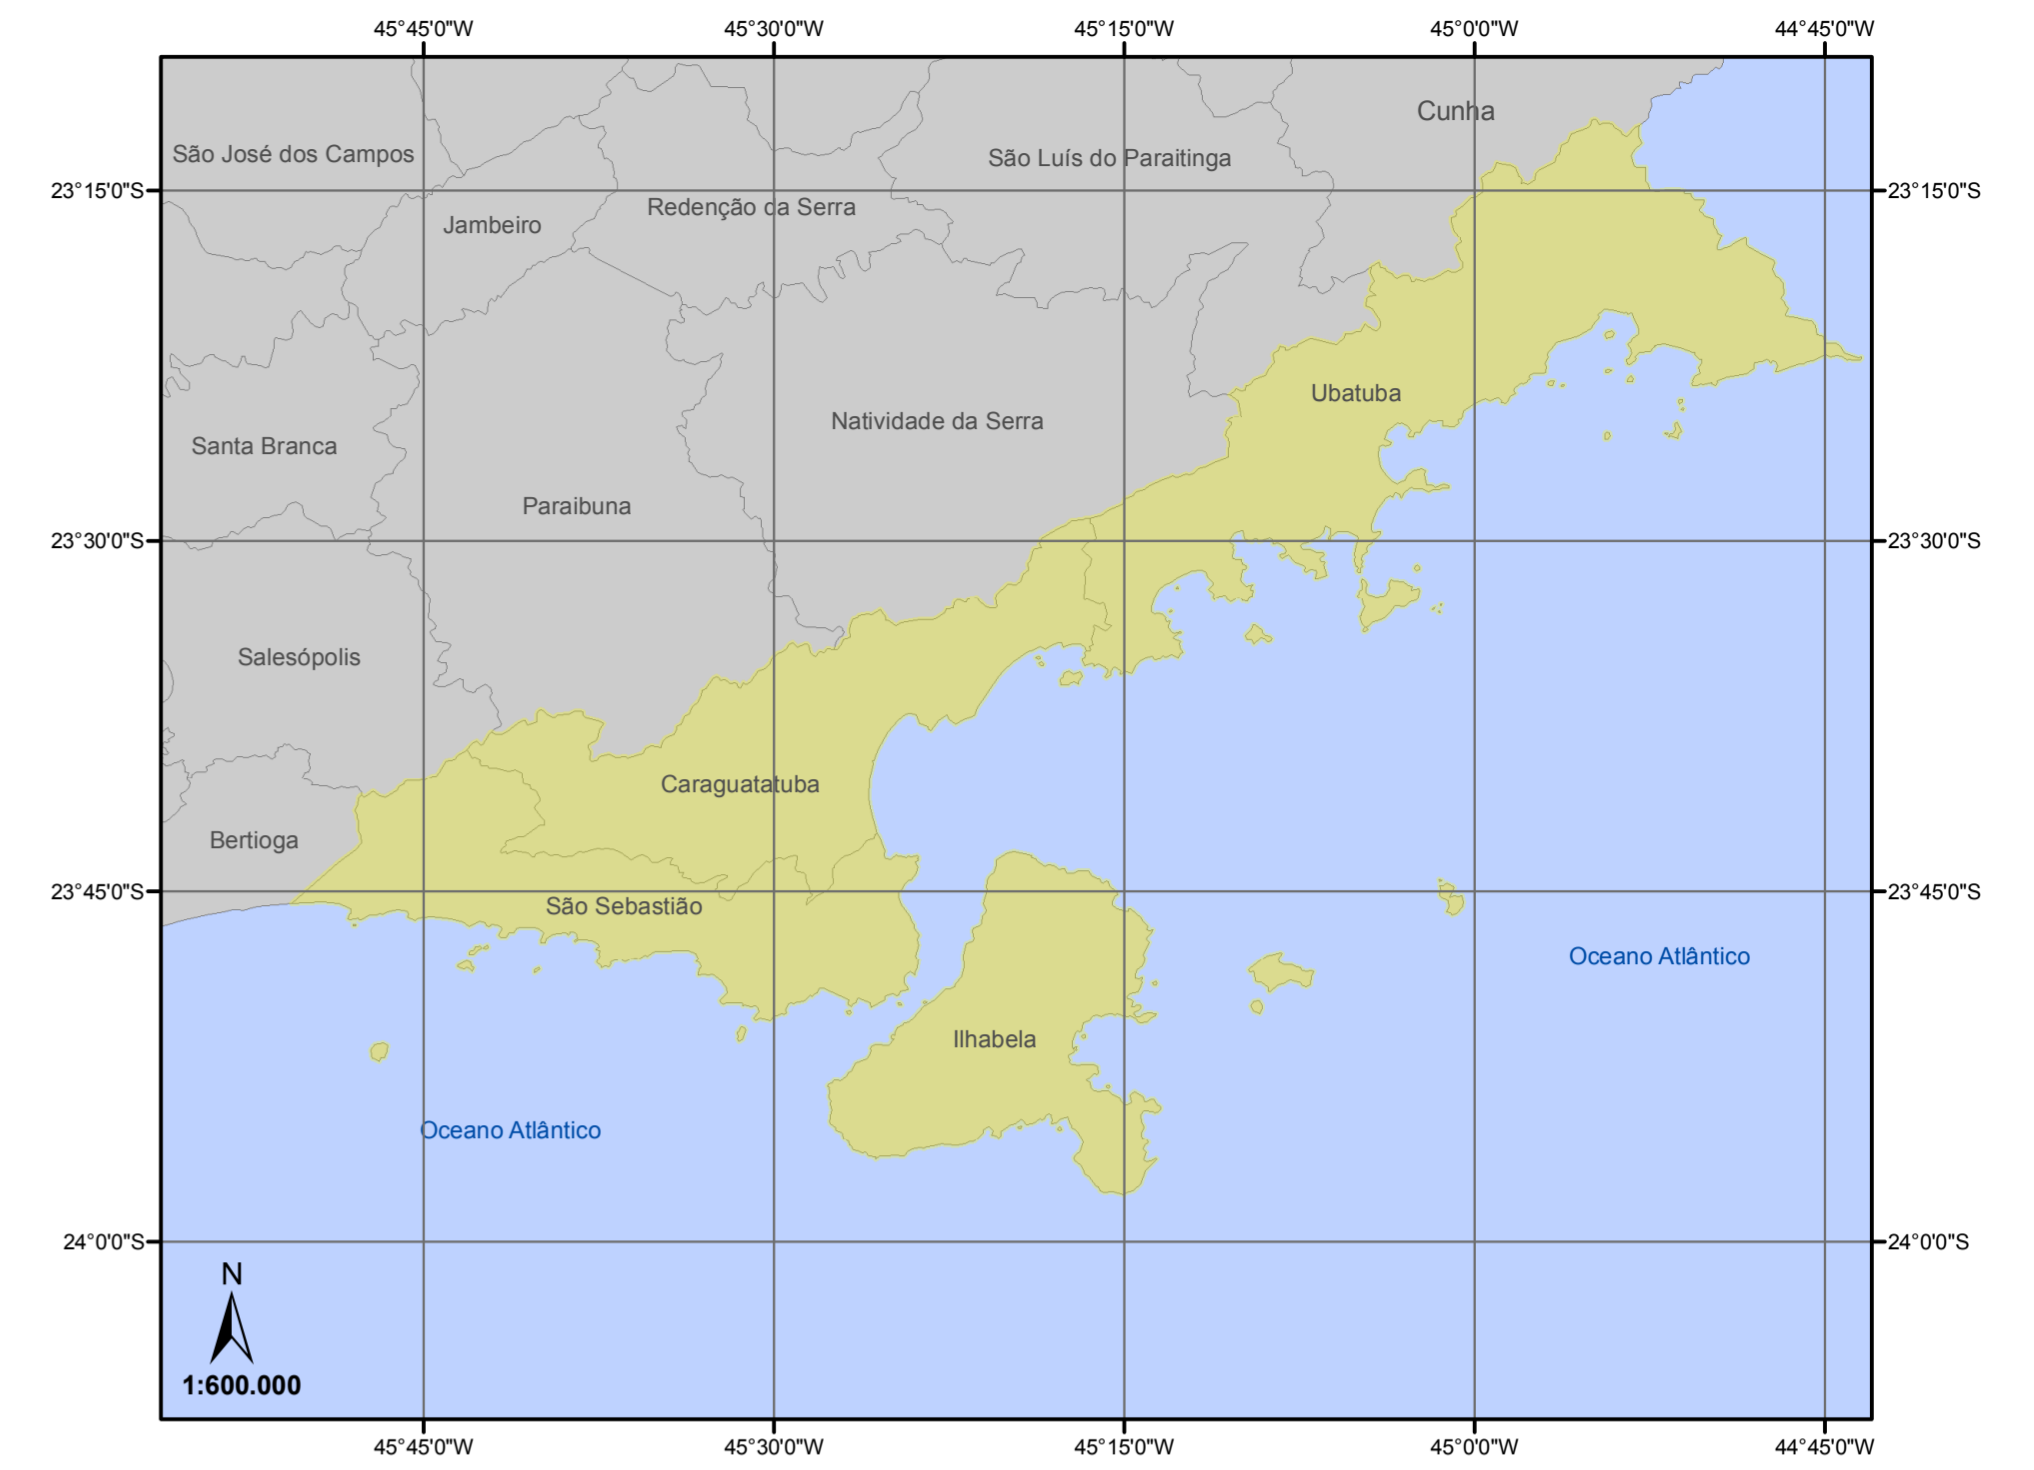 45°45'0"W 45°30'0"W 45°15'0"W 45°0'0"W 44°45'0"W
Cunha
São José dos Campos
São Luís do Paraitinga
23°15'0"S 23°15'0"S
Redenção da Serra
Jambeiro
Ubatuba
Natividade da Serra
Santa Branca
Paraibuna
23°30'0"S 23°30'0"S
Salesópolis
Caraguatatuba
Bertioga
23°45'0"S 23°45'0"S
São Sebastião
Oceano Atlântico
Ilhabela
Oceano Atlântico
24°0'0"S 24°0'0"S
N
1:600.000
45°45'0"W 45°30'0"W 45°15'0"W 45°0'0"W 44°45'0"W